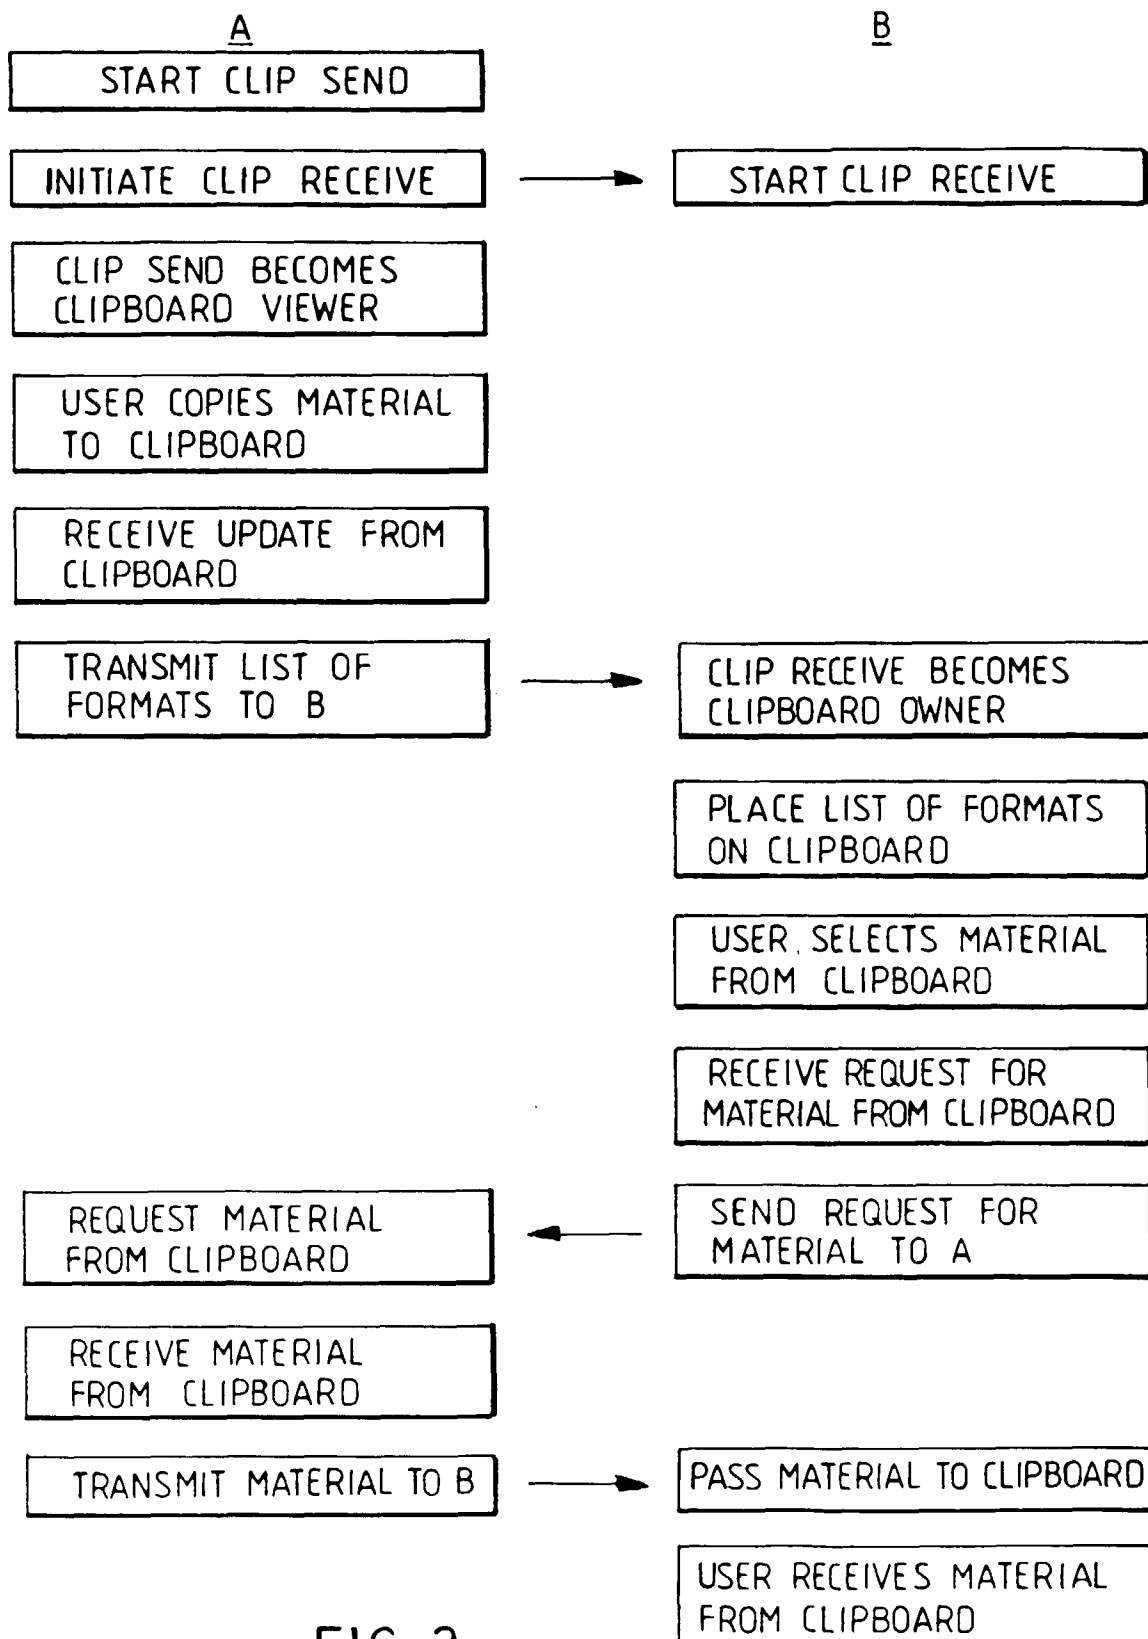 A
B
START CLIP SEND
INITIATE CLIP RECEIVE
START CLIP RECEIVE
CLIP SEND BECOMES
CLIPBOARD VIEWER
USER COPIES MATERIAL
TO CLIPBOARD
RECEIVE UPDATE FROM
CLIPBOARD
TRANSMIT LIST OF
FORMATS TO B
CLIP RECEIVE BECOMES
CLIPBOARD OWNER
PLACE LIST OF FORMATS
ON CLIPBOARD
USER SELECTS MATERIAL
FROM CLIPBOARD
RECEIVE REQUEST FOR
MATERIAL FROM CLIPBOARD
SEND REQUEST FOR
MATERIAL TO A
REQUEST MATERIAL
FROM CLIPBOARD
RECEIVE MATERIAL
FROM CLIPBOARD
TRANSMIT MATERIAL TO B
PASS MATERIAL TO CLIPBOARD
USER RECEIVES MATERIAL
FROM CLIPBOARD